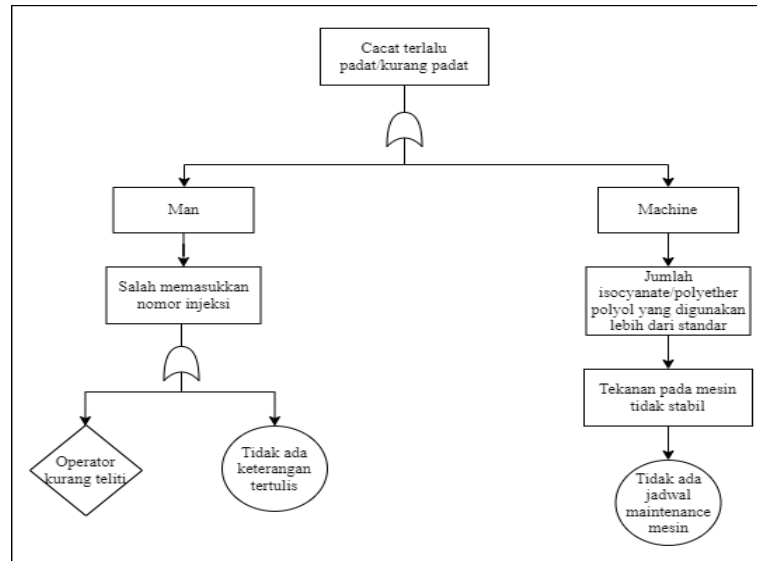 Cacat terlalu
padat/kurang padat
Man
Machine
Salah memasukkan
nomor injeksi
Jumlah
isocyanate/polyether
polyol yang digunakan
lebih dari standar
Tekanan pada mesin
tidak stabil
Operator
kurang teliti
Tidak ada
keterangan
tertulis
Tidak ada
jadwal
maintenance
mesin